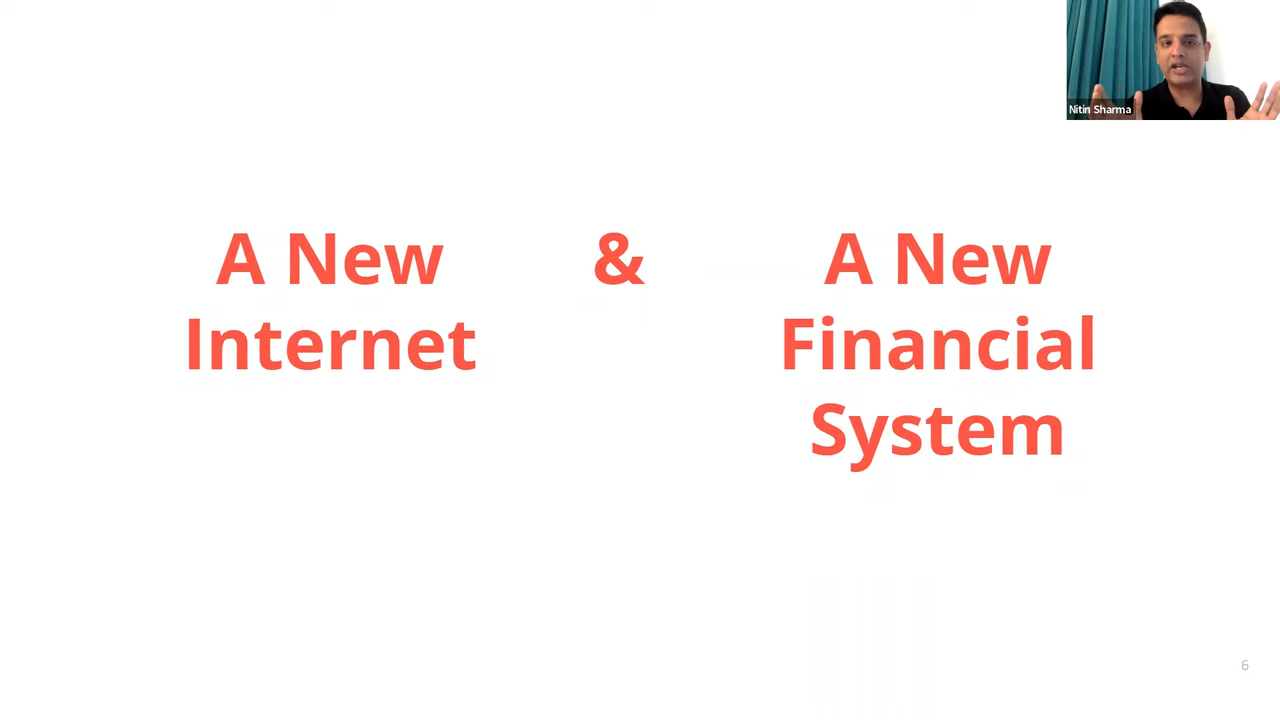 Nitin Sharma
A New
Internet
&
A New
Financial
System
6